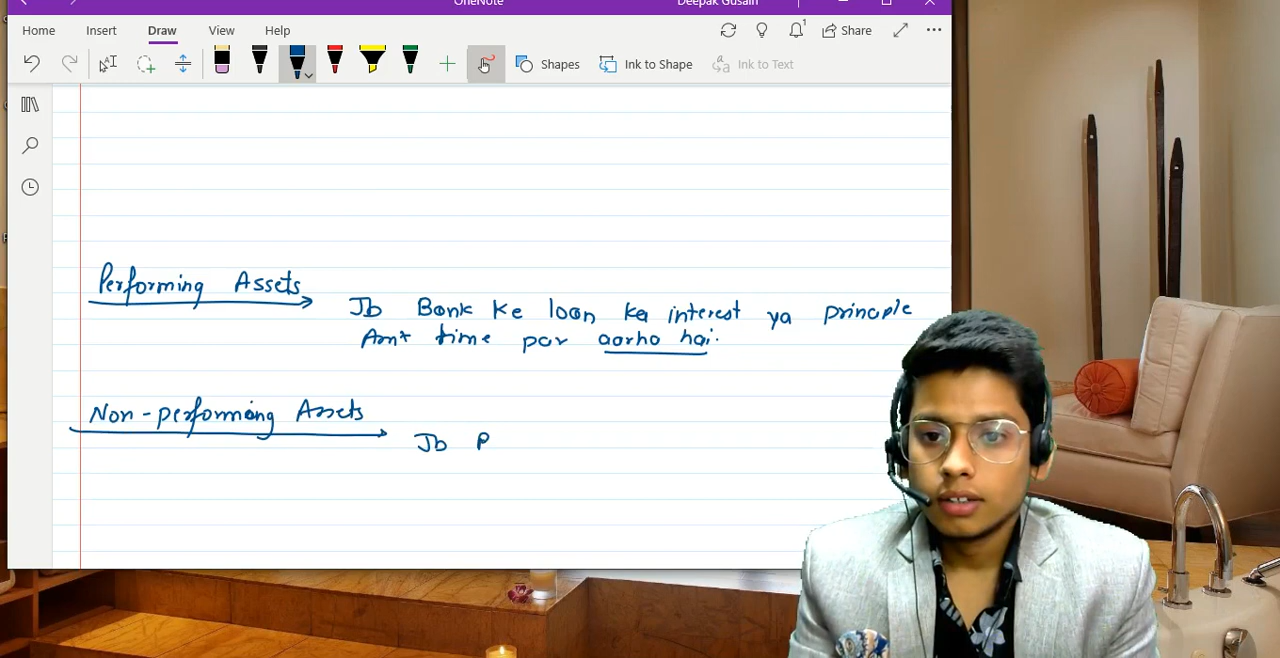 OneNote
Deepak Gusain
Home Insert Draw View Help Share
Shapes Ink to Shape Ink to Text
Performing Assets
Jb Bank ke loan ka interest ya principle
Amt time par aarha hai.
Non-performing Assets
Jb P